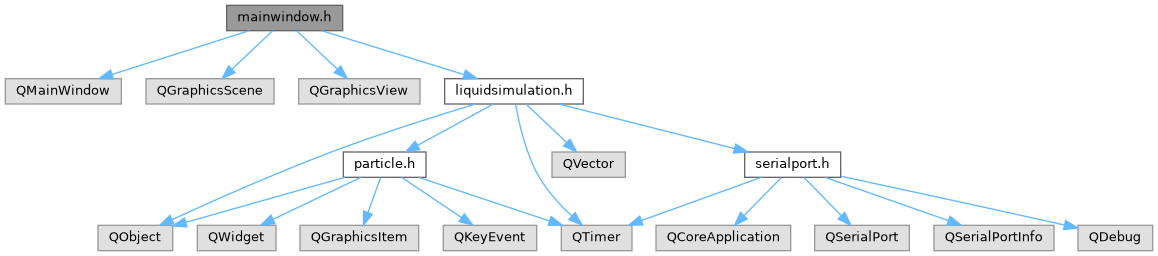 mainwindow.h
QMainWindow
QGraphicsScene
QGraphicsView
liquidsimulation.h
particle.h
QVector
serialport.h
QObject
QWidget
QGraphicsItem
QKeyEvent
QTimer
QCoreApplication
QSerialPort
QSerialPortInfo
QDebug